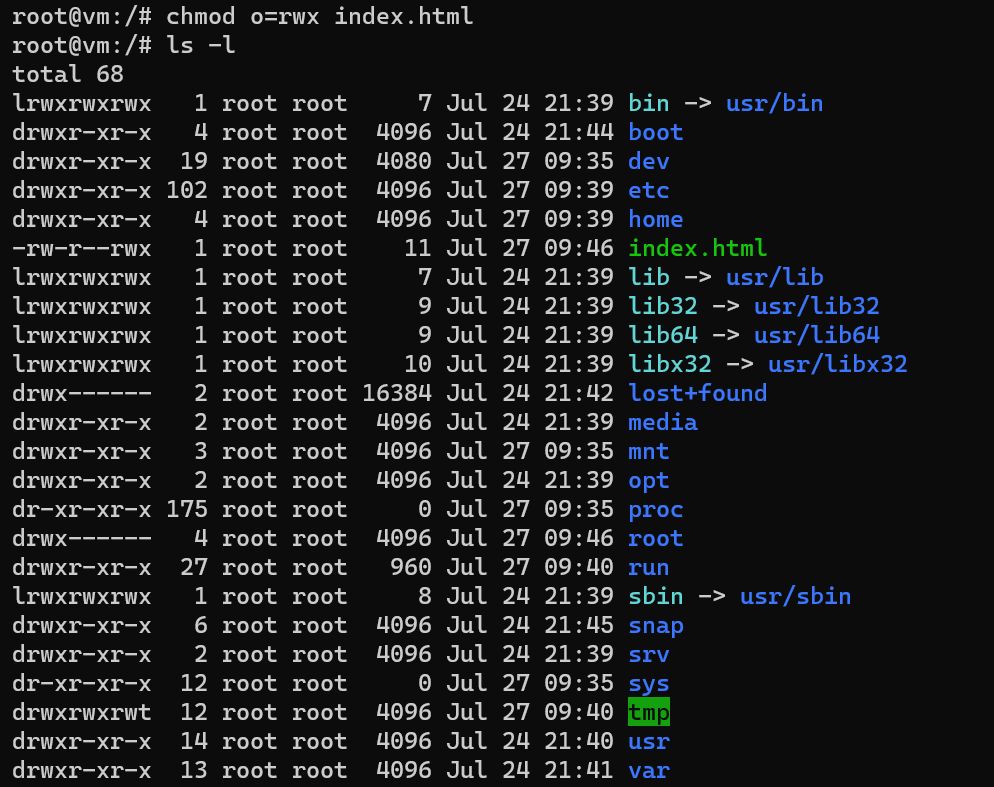 root@vm:/# chmod o=rwx index.html
root@vm:/# ls -l
total 68
lrwxrwxrwx   1 root root     7 Jul 24 21:39 bin -> usr/bin
drwxr-xr-x   4 root root  4096 Jul 24 21:44 boot
drwxr-xr-x  19 root root  4080 Jul 27 09:35 dev
drwxr-xr-x 102 root root  4096 Jul 27 09:39 etc
drwxr-xr-x   4 root root  4096 Jul 27 09:39 home
-rw-r--rwx   1 root root    11 Jul 27 09:46 index.html
lrwxrwxrwx   1 root root     7 Jul 24 21:39 lib -> usr/lib
lrwxrwxrwx   1 root root     9 Jul 24 21:39 lib32 -> usr/lib32
lrwxrwxrwx   1 root root     9 Jul 24 21:39 lib64 -> usr/lib64
lrwxrwxrwx   1 root root    10 Jul 24 21:39 libx32 -> usr/libx32
drwx------   2 root root 16384 Jul 24 21:42 lost+found
drwxr-xr-x   2 root root  4096 Jul 24 21:39 media
drwxr-xr-x   3 root root  4096 Jul 27 09:35 mnt
drwxr-xr-x   2 root root  4096 Jul 24 21:39 opt
dr-xr-xr-x 175 root root     0 Jul 27 09:35 proc
drwx------   4 root root  4096 Jul 27 09:46 root
drwxr-xr-x  27 root root   960 Jul 27 09:40 run
lrwxrwxrwx   1 root root     8 Jul 24 21:39 sbin -> usr/sbin
drwxr-xr-x   6 root root  4096 Jul 24 21:45 snap
drwxr-xr-x   2 root root  4096 Jul 24 21:39 srv
dr-xr-xr-x  12 root root     0 Jul 27 09:35 sys
drwxrwxrwt  12 root root  4096 Jul 27 09:40 tmp
drwxr-xr-x  14 root root  4096 Jul 24 21:40 usr
drwxr-xr-x  13 root root  4096 Jul 24 21:41 var